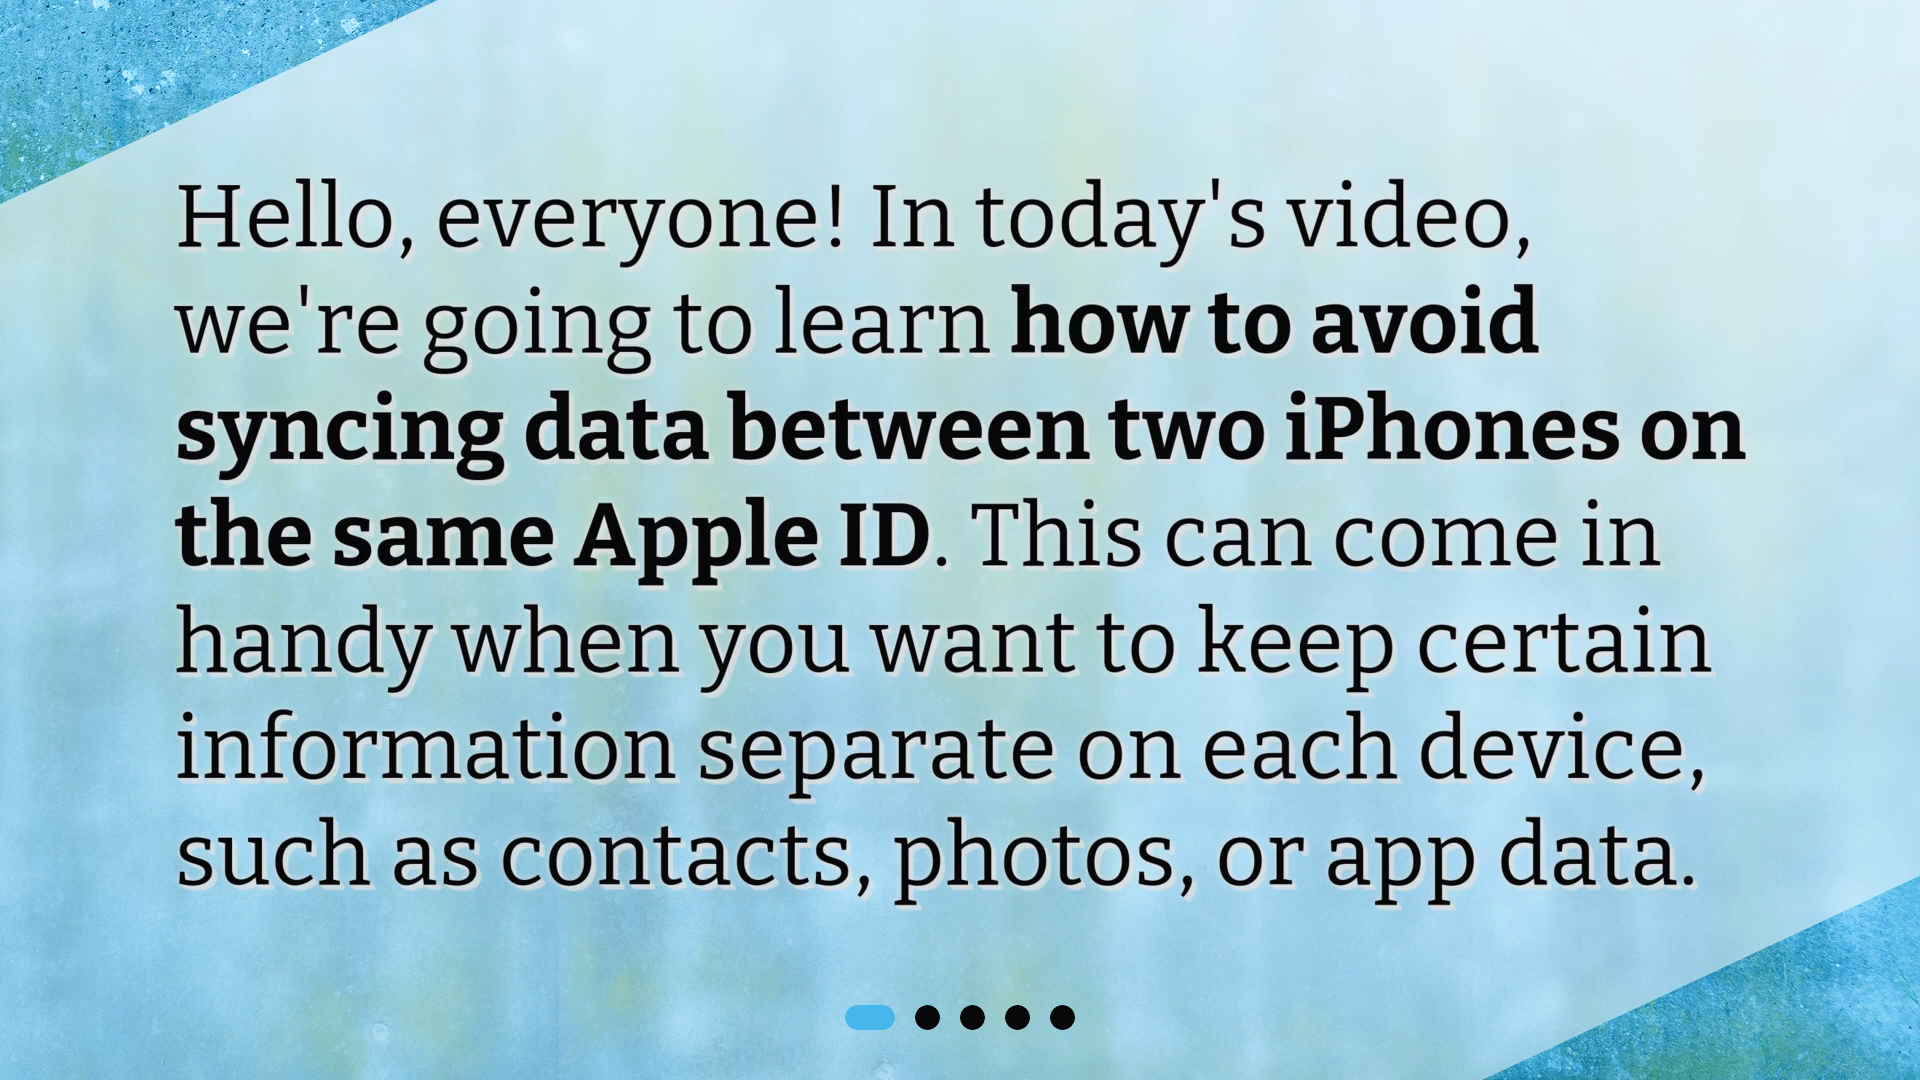 Hello, everyone! In today's video,
we're going to learn how to avoid
syncing data between two iPhones on
the same Apple ID. This can come in
handy when you want to keep certain
information separate on each device,
such as contacts, photos, or app data.